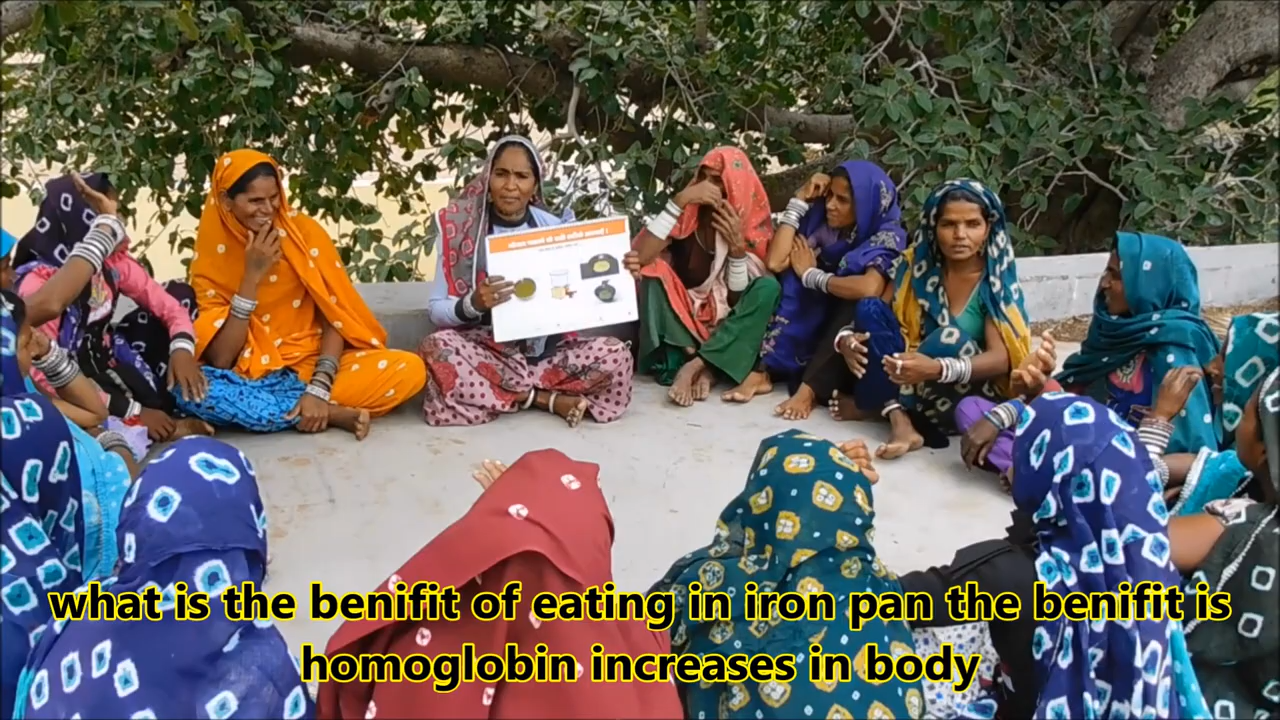 what is the benifit of eating in iron pan the benifit is
homoglobin increases in body